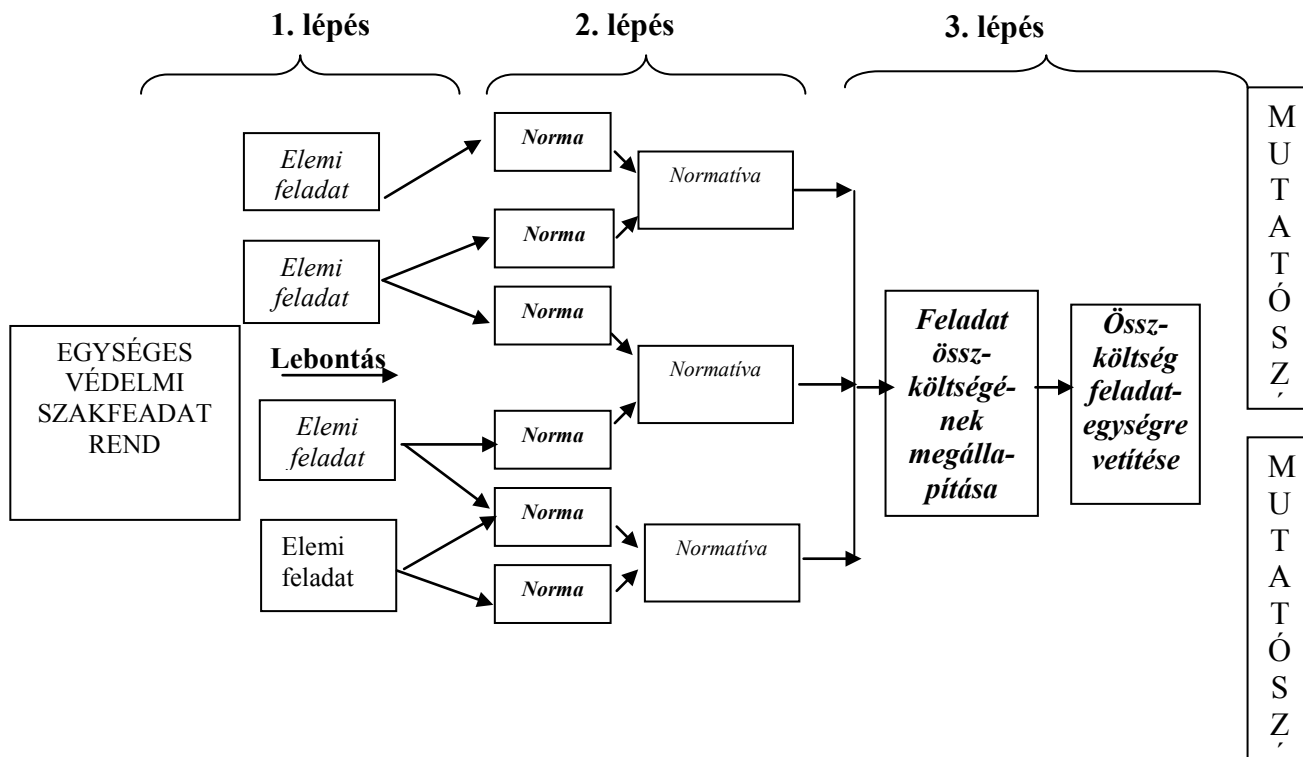 1. lépés
2. lépés
3. lépés
EGYSÉGES
VÉDELMI
SZAKFEADAT
REND
Elemi
feladat
Elemi
feladat
Lebontás
Elemi
feladat
Elemi
feladat
Norma
Norma
Norma
Norma
Norma
Norma
Normatíva
Normatíva
Normatíva
Feladat
össz-
költségé-
nek
megálla-
pítása
Össz-
költség
feladat-
egységre
vetítése
M
U
T
A
T
Ó
S
Z
M
U
T
A
T
Ó
S
Z